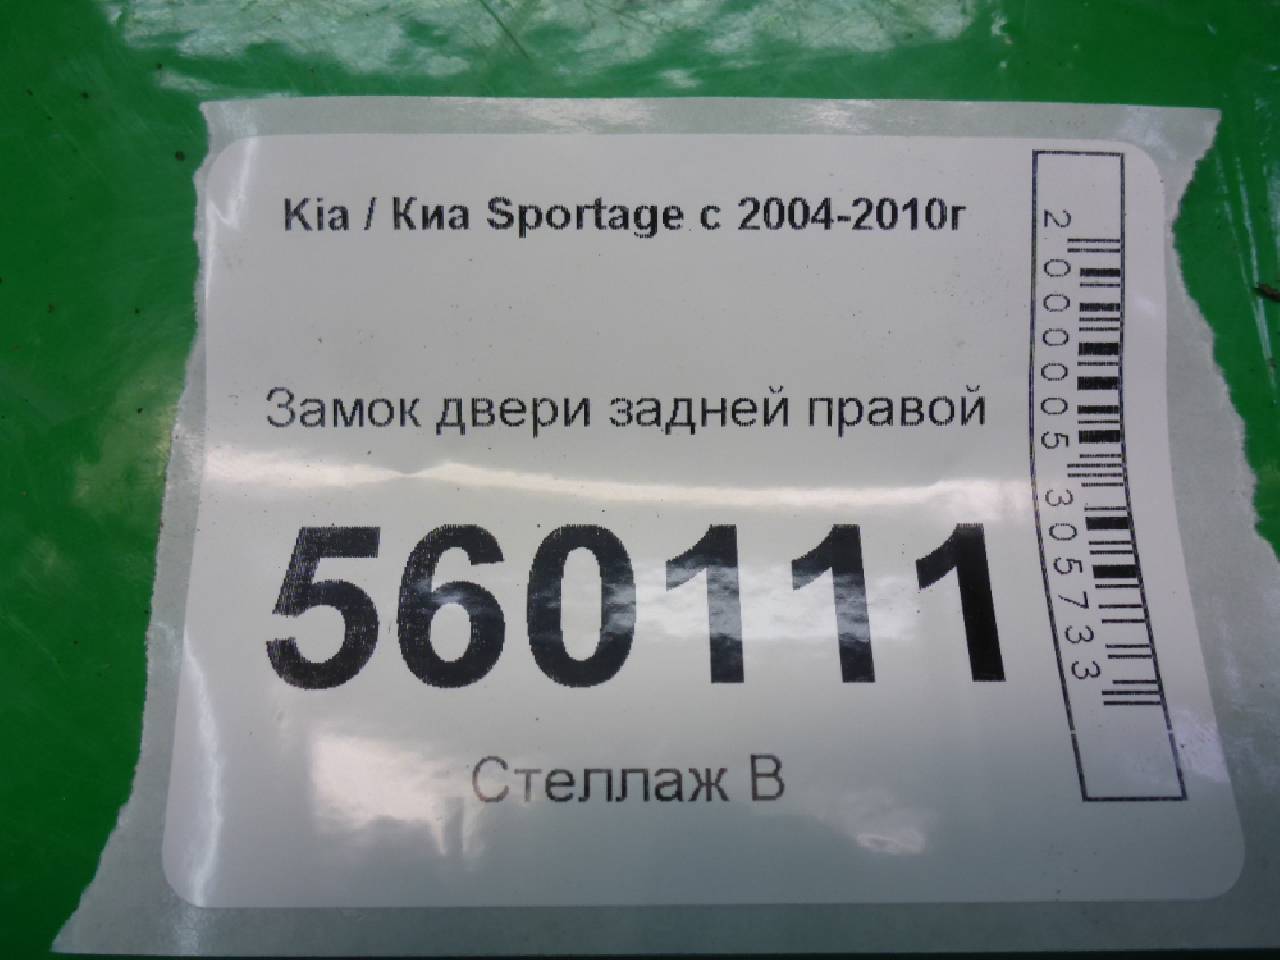 Kia / Киа Sportage с 2004-2010г
Замок двери задней правой
560111
Стеллаж В
2000005305733